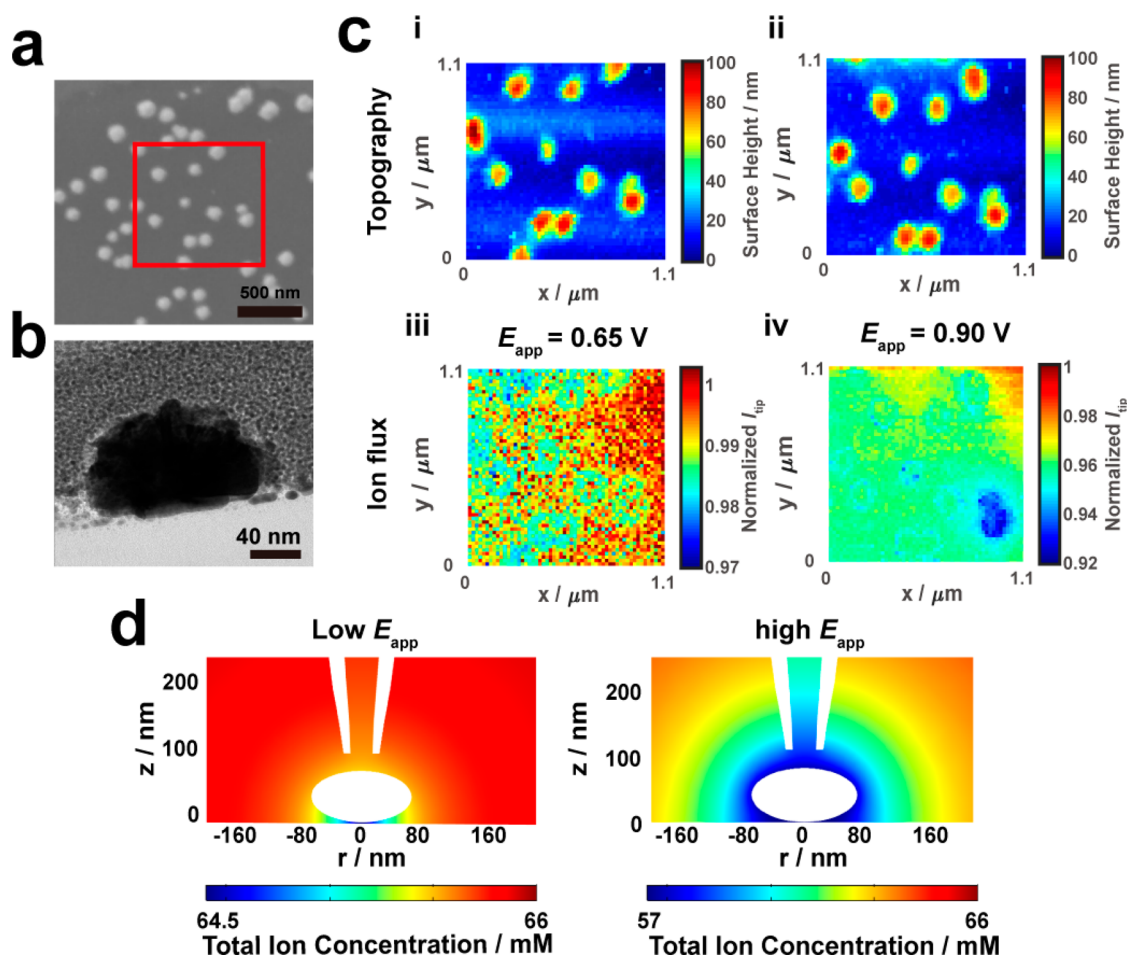 a
500 nm
b
40 nm
c
i
ii
Topography
1.1
y / μm
0
0
1.1
x / μm
100
80
60
40
20
0
Surface Height / nm
1.1
y / μm
0
0
1.1
x / μm
100
80
60
40
20
0
Surface Height / nm
iii
E_app = 0.65 V
iv
E_app = 0.90 V
Ion flux
1.1
y / μm
0
0
1.1
x / μm
1
0.99
0.98
0.97
Normalized I_tip
1.1
y / μm
0
0
1.1
x / μm
1
0.98
0.96
0.94
0.92
Normalized I_tip
d
Low E_app
high E_app
200
100
0
z / nm
-160 -80 0 80 160
r / nm
64.5 66
Total Ion Concentration / mM
200
100
0
z / nm
-160 -80 0 80 160
r / nm
57 66
Total Ion Concentration / mM